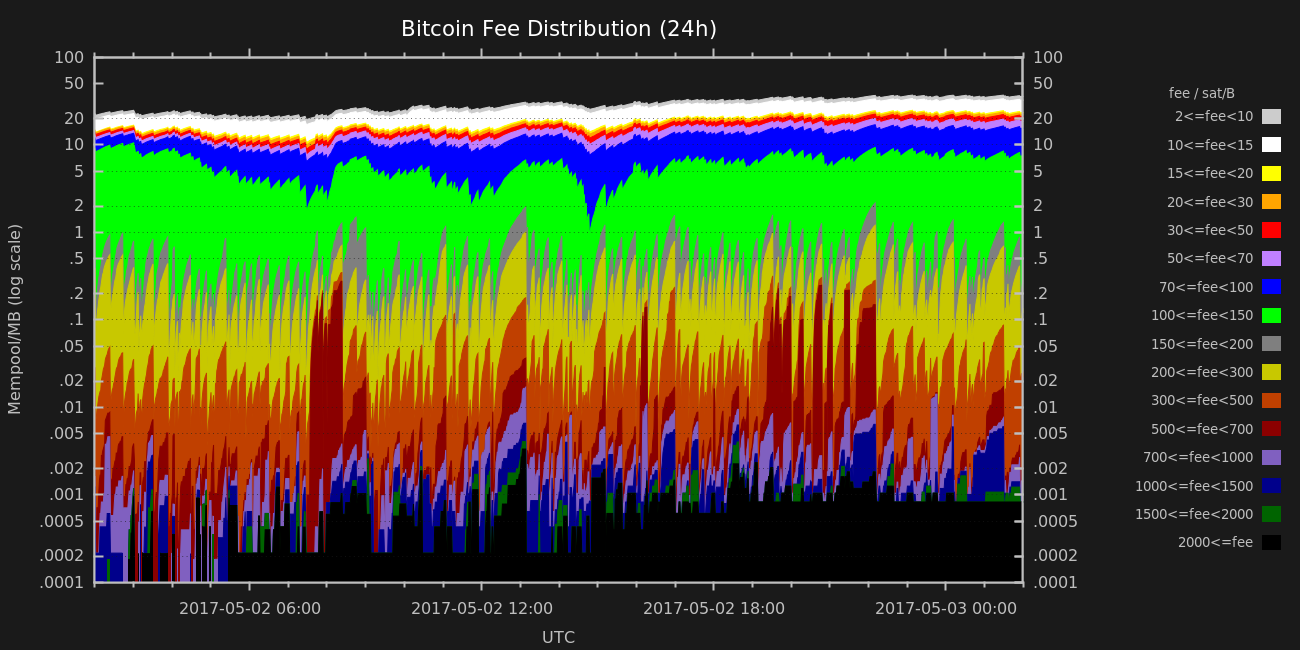 Bitcoin Fee Distribution (24h)
100
50
20
10
5
2
1
.5
.2
.1
.05
.02
.01
.005
.002
.001
.0005
.0002
.0001
Mempool/MB (log scale)
100
50
20
10
5
2
1
.5
.2
.1
.05
.02
.01
.005
.002
.001
.0005
.0002
.0001
2017-05-02 06:00
2017-05-02 12:00
2017-05-02 18:00
2017-05-03 00:00
UTC
fee / sat/B
2<=fee<10
10<=fee<15
15<=fee<20
20<=fee<30
30<=fee<50
50<=fee<70
70<=fee<100
100<=fee<150
150<=fee<200
200<=fee<300
300<=fee<500
500<=fee<700
700<=fee<1000
1000<=fee<1500
1500<=fee<2000
2000<=fee